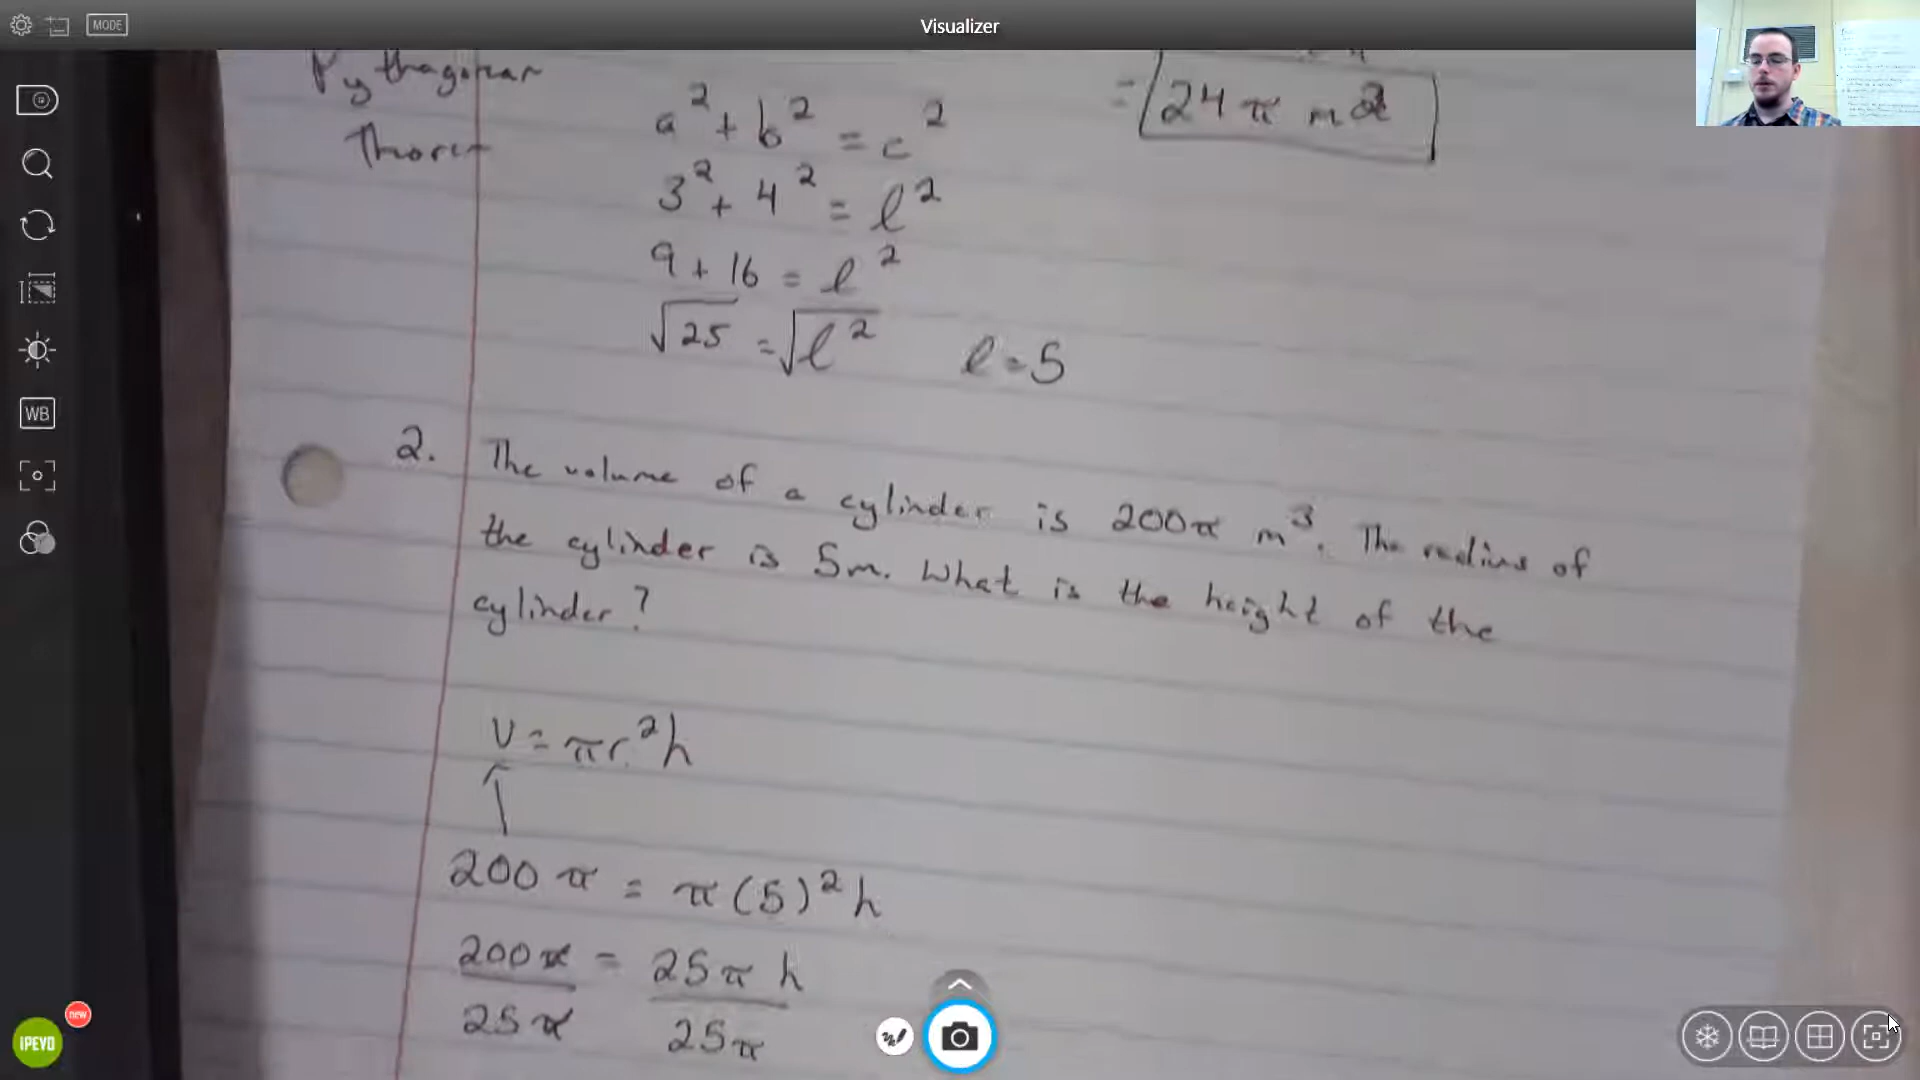 MODE
Visualizer
Pythagorean
Theorem
a² + b² = c²
= 24π m²
3² + 4² = l²
9 + 16 = l²
√25 = √l² l = 5
WB
2. The volume of a cylinder is 200π m³. The radius of
the cylinder is 5m. What is the height of the
cylinder?
V = πr²h
200π = π(5)²h
200π = 25πh
25π 25π
new
IPEVO